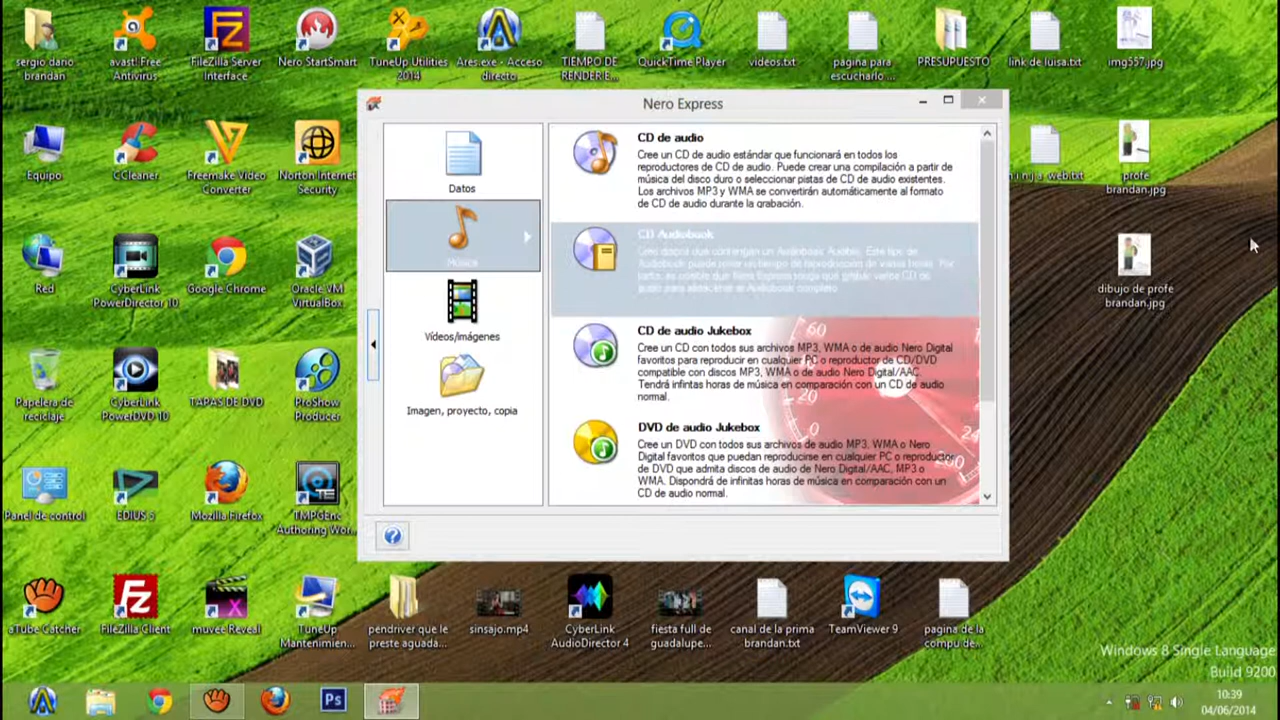 sergio dario
brandan
avast! Free
Antivirus
FileZilla Server
Interface
Nero StartSmart
TuneUp Utilities
2014
Ares.exe - Acceso
directo
TIEMPO DE
RENDERIE...
QuickTime Player
videos.txt
pagina para
escucharlo ...
PRESUPUESTO
link de luisa.txt
img557.jpg
Nero Express
Equipo
CCleaner
Freemake Video
Converter
Norton Internet
Security
profe
brandan.jpg
Red
CyberLink
PowerDirector 10
Google Chrome
Oracle VM
VirtualBox
dibujo de profe
brandan.jpg
Datos
Música
Vídeos/imágenes
Imagen, proyecto, copia
CD de audio
Cree un CD de audio estándar que funcionará en todos los
reproductores de CD de audio. Puede crear una compilación a partir de
música del disco duro o seleccionar pistas de CD de audio existentes.
Los archivos MP3 y WMA se convertirán automáticamente al formato
de CD de audio durante la grabación.
CD Audiobook
CD de audio Jukebox
Cree un CD con todos sus archivos MP3, WMA o de audio Nero Digital
favoritos para reproducir en cualquier PC o reproductor de CD/DVD
compatible con discos MP3, WMA o de audio Nero Digital/AAC.
Tendrá infinitas horas de música en comparación con un CD de audio
normal.
DVD de audio Jukebox
Cree un DVD con todos sus archivos de audio MP3, WMA o Nero
Digital favoritos que puedan reproducirse en cualquier PC o reproductor
de DVD que admita discos de audio de Nero Digital/AAC, MP3 o
WMA. Dispondrá de infinitas horas de música en comparación con un
CD de audio normal.
Papelera de
reciclaje
CyberLink
PowerDVD 10
TAPAS DE DVD
ProShow
Producer
Panel de control
EDIUS 5
Mozilla Firefox
TMPGEnc
Authoring Wor...
aTube Catcher
FileZilla Client
muvee Reveal
TuneUp
Mantenimien...
pendriver que le
preste aguada...
sinsajo.mp4
CyberLink
AudioDirector 4
fiesta full de
guadalupe...
canal de la prima
brandan.txt
TeamViewer 9
pagina de la
compu de...
Windows 8 Single Language
Build 9200
10:39
04/06/2014